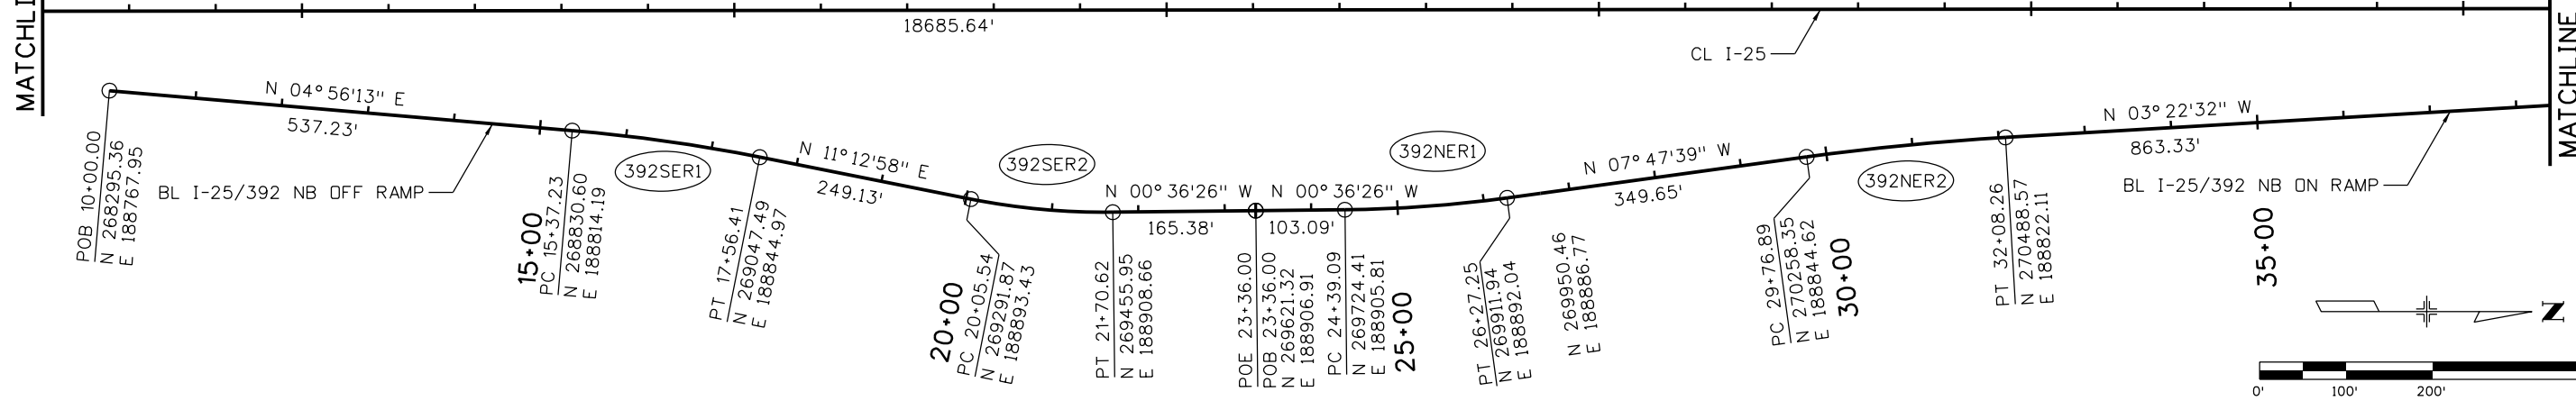 MATCHLI
18685.64'
CL I-25
MATCHLINE
N 04°56'13" E
537.23'
BL I-25/392 NB OFF RAMP
POB 10+00.00
N 268295.36
E 188767.95
15+00
PC 15+37.23
N 268830.60
E 188814.19
392SER1
PT 17+56.41
N 269047.49
E 188844.97
N 11°12'58" E
249.13'
20+00
PC 20+05.54
N 269291.87
E 188893.43
392SER2
PT 21+70.62
N 269455.95
E 188908.66
N 00°36'26" W
165.38'
POE 23+36.00
POB 23+36.00
N 269621.32
E 188906.91
N 00°36'26" W
103.09'
PC 24+39.09
N 269724.41
E 188905.81
25+00
392NER1
PT 26+27.25
N 269911.94
E 188892.04
N 269950.46
E 188886.77
N 07°47'39" W
349.65'
PC 29+76.89
N 270258.35
E 188844.62
30+00
392NER2
PT 32+08.26
N 270488.57
E 188822.11
N 03°22'32" W
863.33'
BL I-25/392 NB ON RAMP
35+00
N
0'
100'
200'